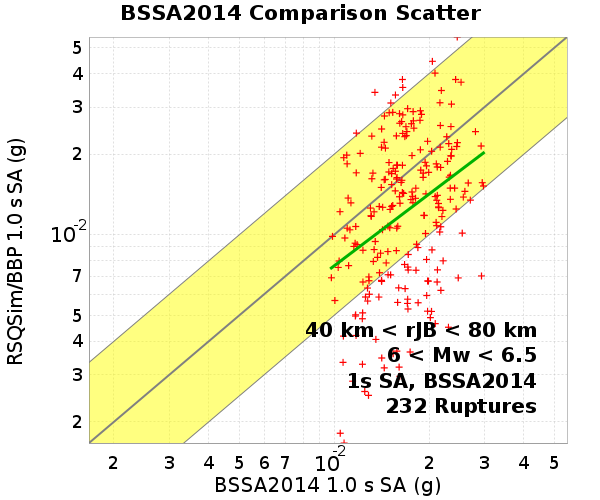 BSSA2014 Comparison Scatter
RSQSim/BBP 1.0 s SA (g)
5
4
3
2
10⁻²
7
5
4
3
2
40 km < rJB < 80 km
6 < Mw < 6.5
1s SA, BSSA2014
232 Ruptures
2 3 4 5 6 7 10⁻² 2 3 4 5
BSSA2014 1.0 s SA (g)